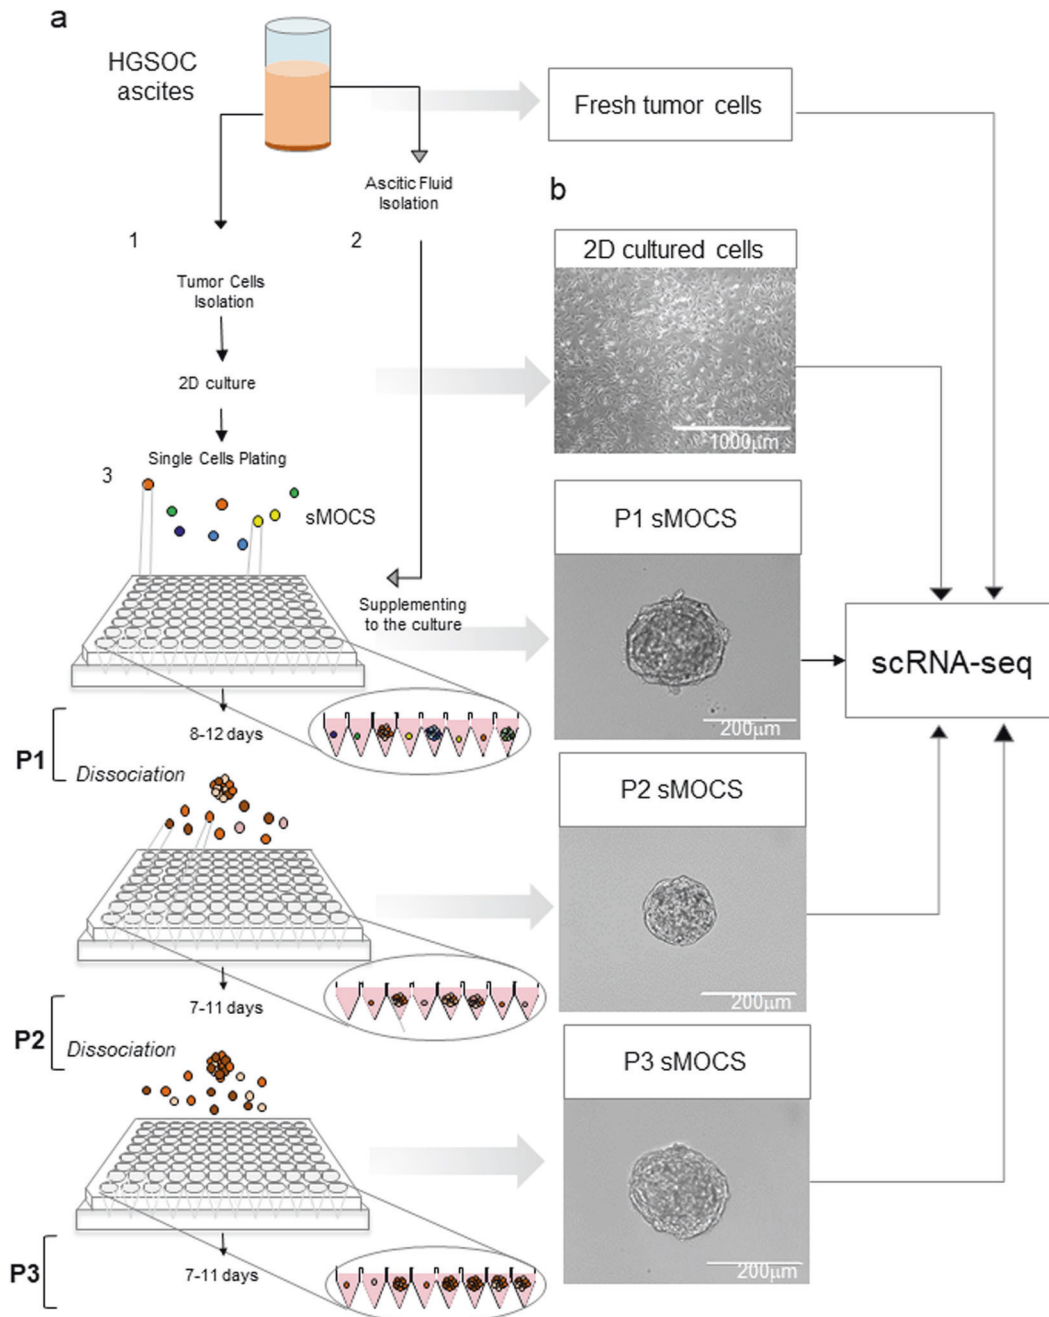 a
HGSOC
ascites
Fresh tumor cells
Ascitic Fluid
Isolation
b
1
2
2D cultured cells
Tumor Cells
Isolation
2D culture
1000μm
Single Cells Plating
3
sMOCS
P1 sMOCS
Supplementing
to the culture
scRNA-seq
200μm
8-12 days
P1
Dissociation
P2 sMOCS
200μm
7-11 days
P2
Dissociation
P3 sMOCS
200μm
7-11 days
P3